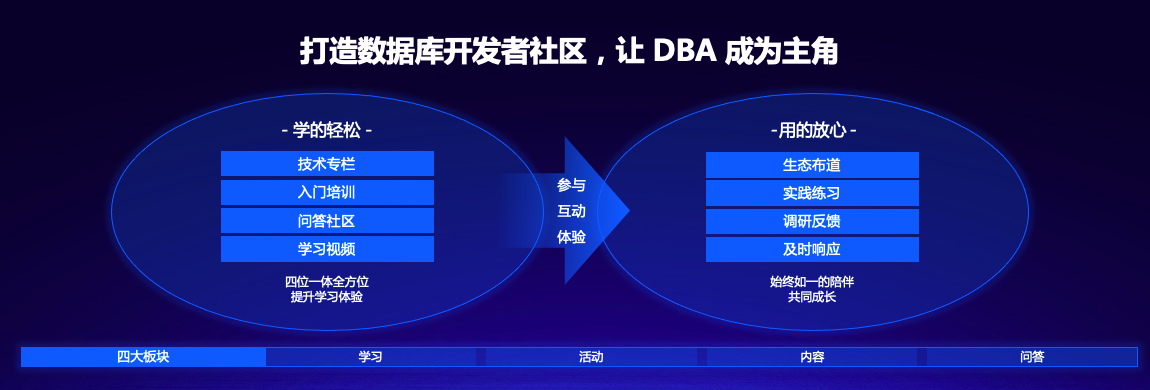 打造数据库开发者社区，让 DBA 成为主角
- 学的轻松 -
技术专栏
入门培训
问答社区
学习视频
四位一体全方位
提升学习体验
参与
互动
体验
-用的放心-
生态布道
实践练习
调研反馈
及时响应
始终如一的陪伴
共同成长
四大板块 学习 活动 内容 问答